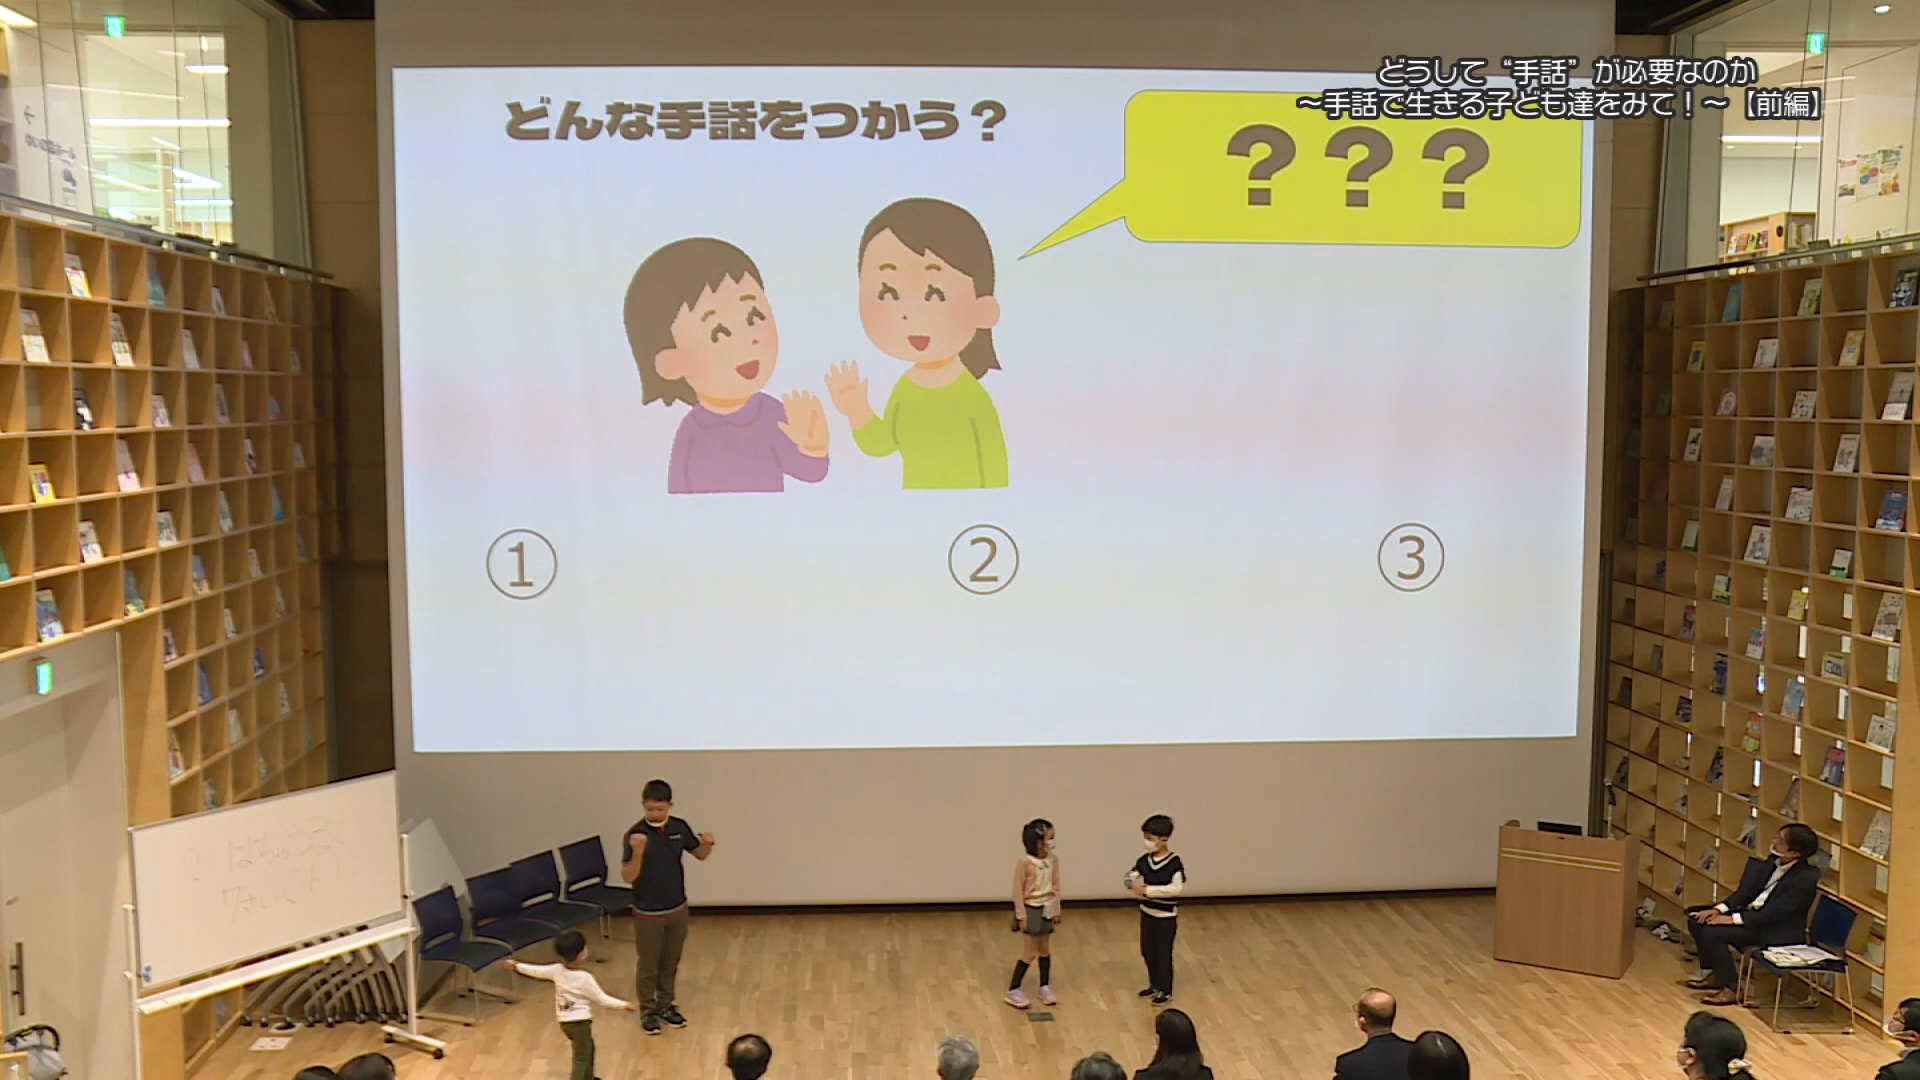 どうして“手話”が必要なのか
～手話で生きる子ども達をみて！～【前編】
どんな手話をつかう？
？？？
①
②
③